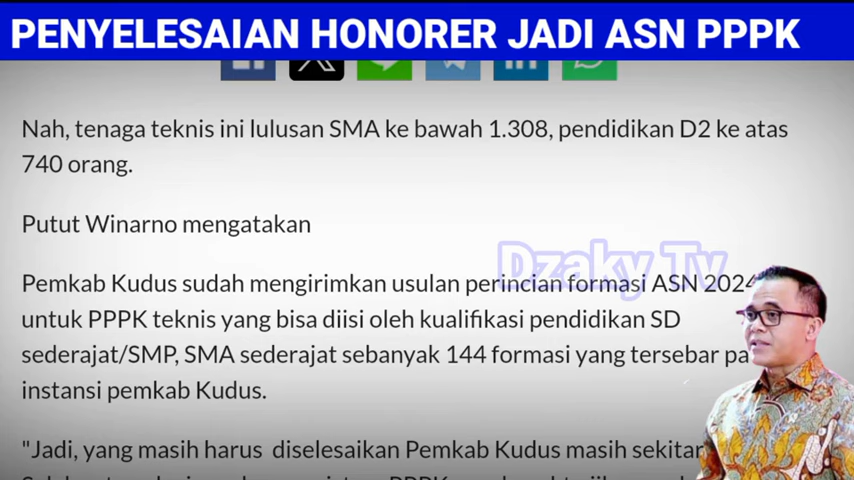 PENYELESAIAN HONORER JADI ASN PPPK
Nah, tenaga teknis ini lulusan SMA ke bawah 1.308, pendidikan D2 ke atas
740 orang.
Putut Winarno mengatakan
Dzaky Tv
Pemkab Kudus sudah mengirimkan usulan perincian formasi ASN 2024
untuk PPPK teknis yang bisa diisi oleh kualifikasi pendidikan SD
sederajat/SMP, SMA sederajat sebanyak 144 formasi yang tersebar
instansi pemkab Kudus.
"Jadi, yang masih harus diselesaikan Pemkab Kudus masih